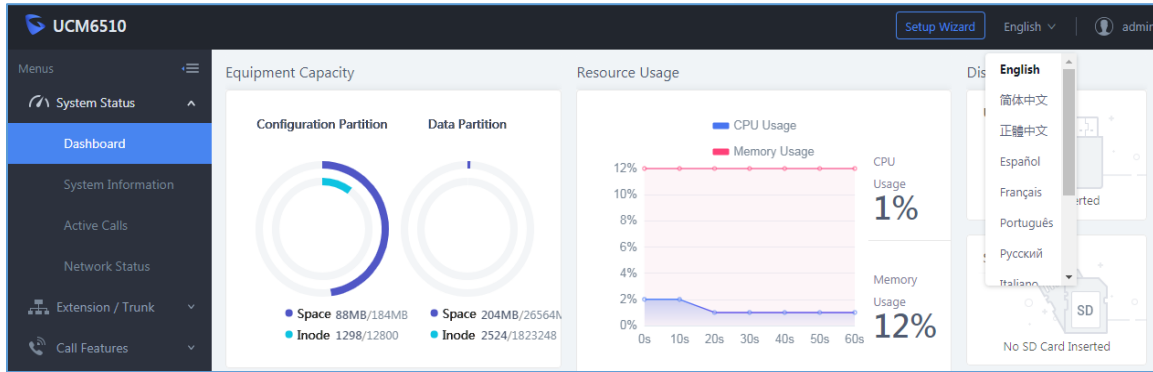 UCM6510
Setup Wizard
English
admin
Menus
System Status
Dashboard
System Information
Active Calls
Network Status
Extension / Trunk
Call Features
Equipment Capacity
Configuration Partition
Data Partition
Space 88MB/184MB
Inode 1298/12800
Space 204MB/26564
Inode 2524/1823248
Resource Usage
CPU Usage
Memory Usage
12%
10%
8%
6%
4%
2%
0%
0s 10s 20s 30s 40s 50s 60s
CPU
Usage
1%
Memory
Usage
12%
English
简体中文
正體中文
Español
Français
Português
Русский
Italiano
SD
No SD Card Inserted